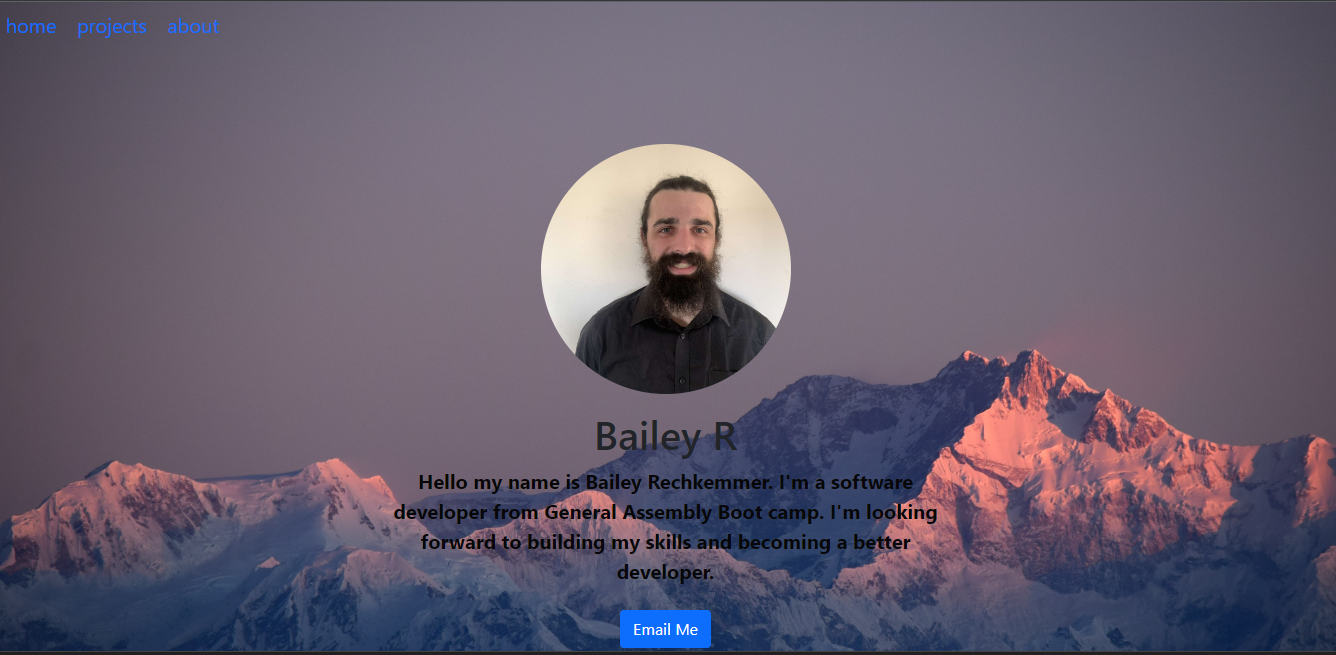 home projects about
Bailey R
Hello my name is Bailey Rechkemmer. I'm a software
developer from General Assembly Boot camp. I'm looking
forward to building my skills and becoming a better
developer.
Email Me